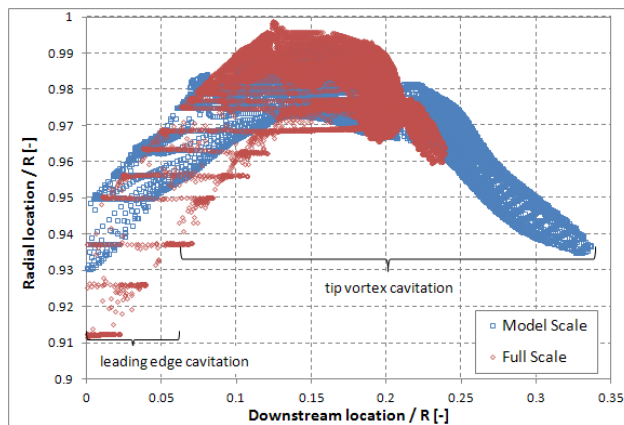 1
0.99
0.98
0.97
0.96
0.95
0.94
0.93
0.92
0.91
0.9
Radial location / R [-]
tip vortex cavitation
leading edge cavitation
Model Scale
Full Scale
0 0.05 0.1 0.15 0.2 0.25 0.3 0.35
Downstream location / R [-]